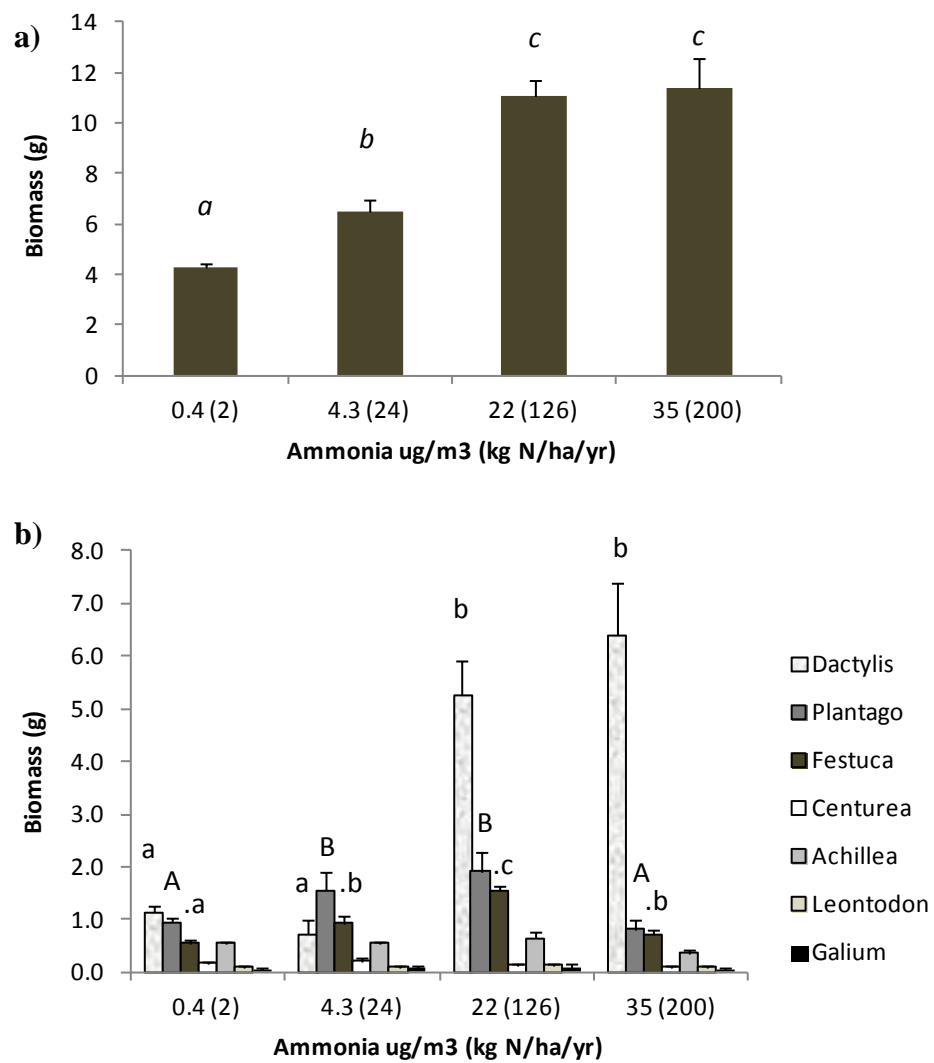 a)
14
12
10
8
6
4
2
0
Biomass (g)
a
b
c
c
0.4 (2) 4.3 (24) 22 (126) 35 (200)
Ammonia ug/m3 (kg N/ha/yr)
b)
8.0
7.0
6.0
5.0
4.0
3.0
2.0
1.0
0.0
Biomass (g)
a
A
.a
a
B
.b
b
B
.c
b
A
.b
0.4 (2) 4.3 (24) 22 (126) 35 (200)
Ammonia ug/m3 (kg N/ha/yr)
Dactylis
Plantago
Festuca
Centurea
Achillea
Leontodon
Galium